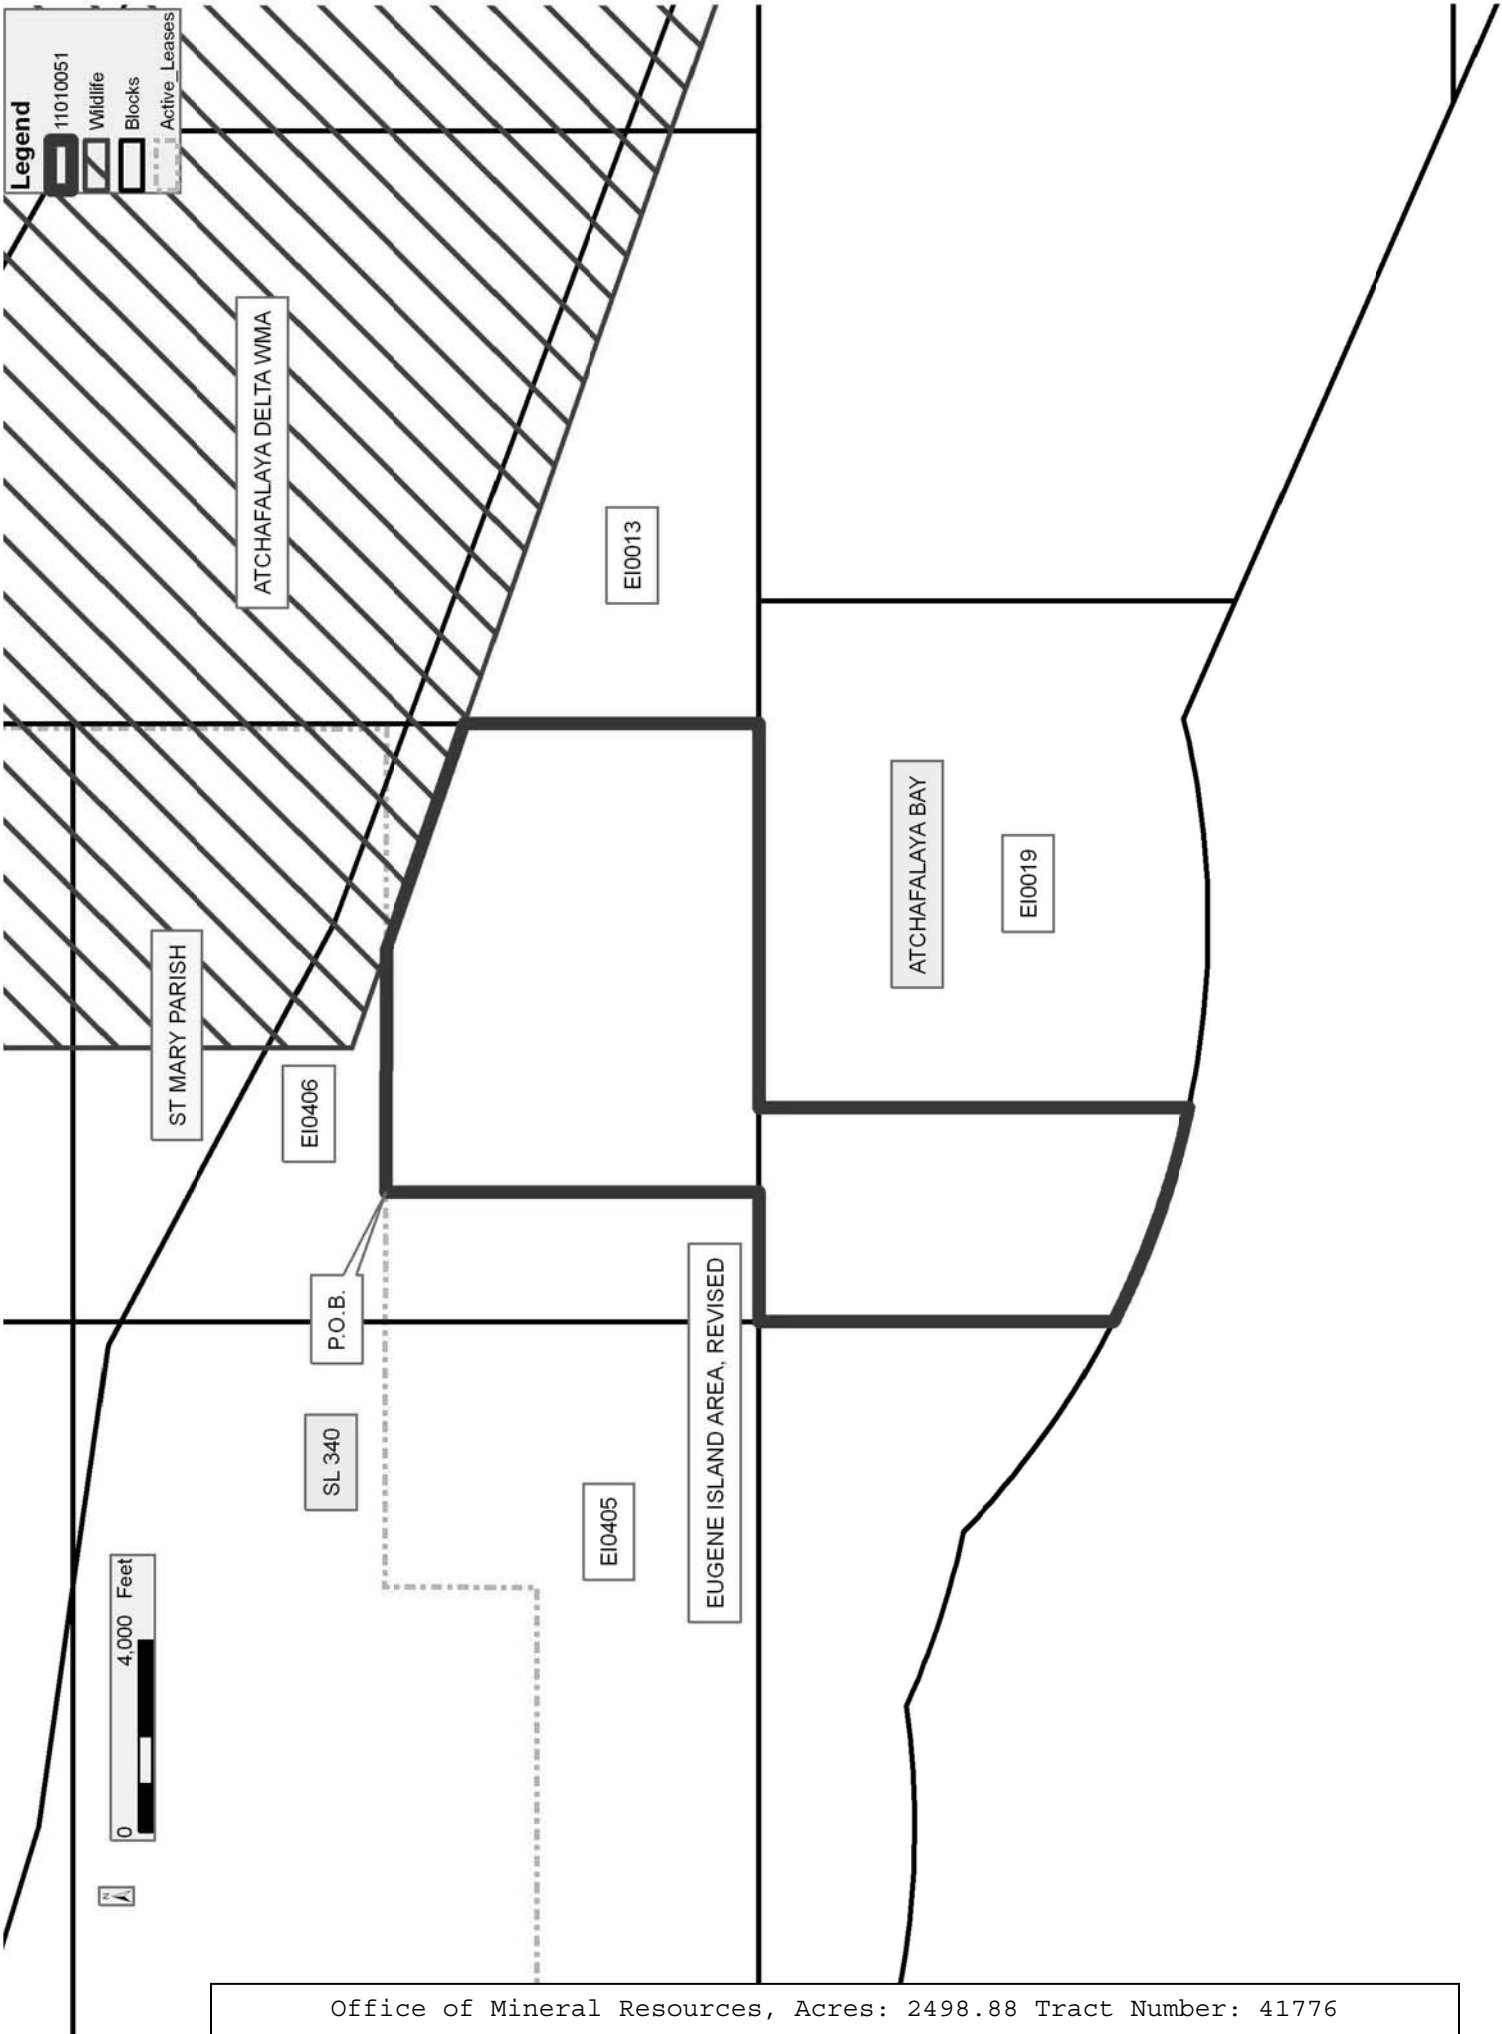 Legend
11010051
Wildlife
Blocks
Active_Leases
ATCHAFALAYA DELTA WMA
ST MARY PARISH
EI0406
EI0013
P.O.B.
SL 340
EI0405
EUGENE ISLAND AREA, REVISED
ATCHAFALAYA BAY
EI0019
0 4,000 Feet
N
Office of Mineral Resources, Acres: 2498.88 Tract Number: 41776